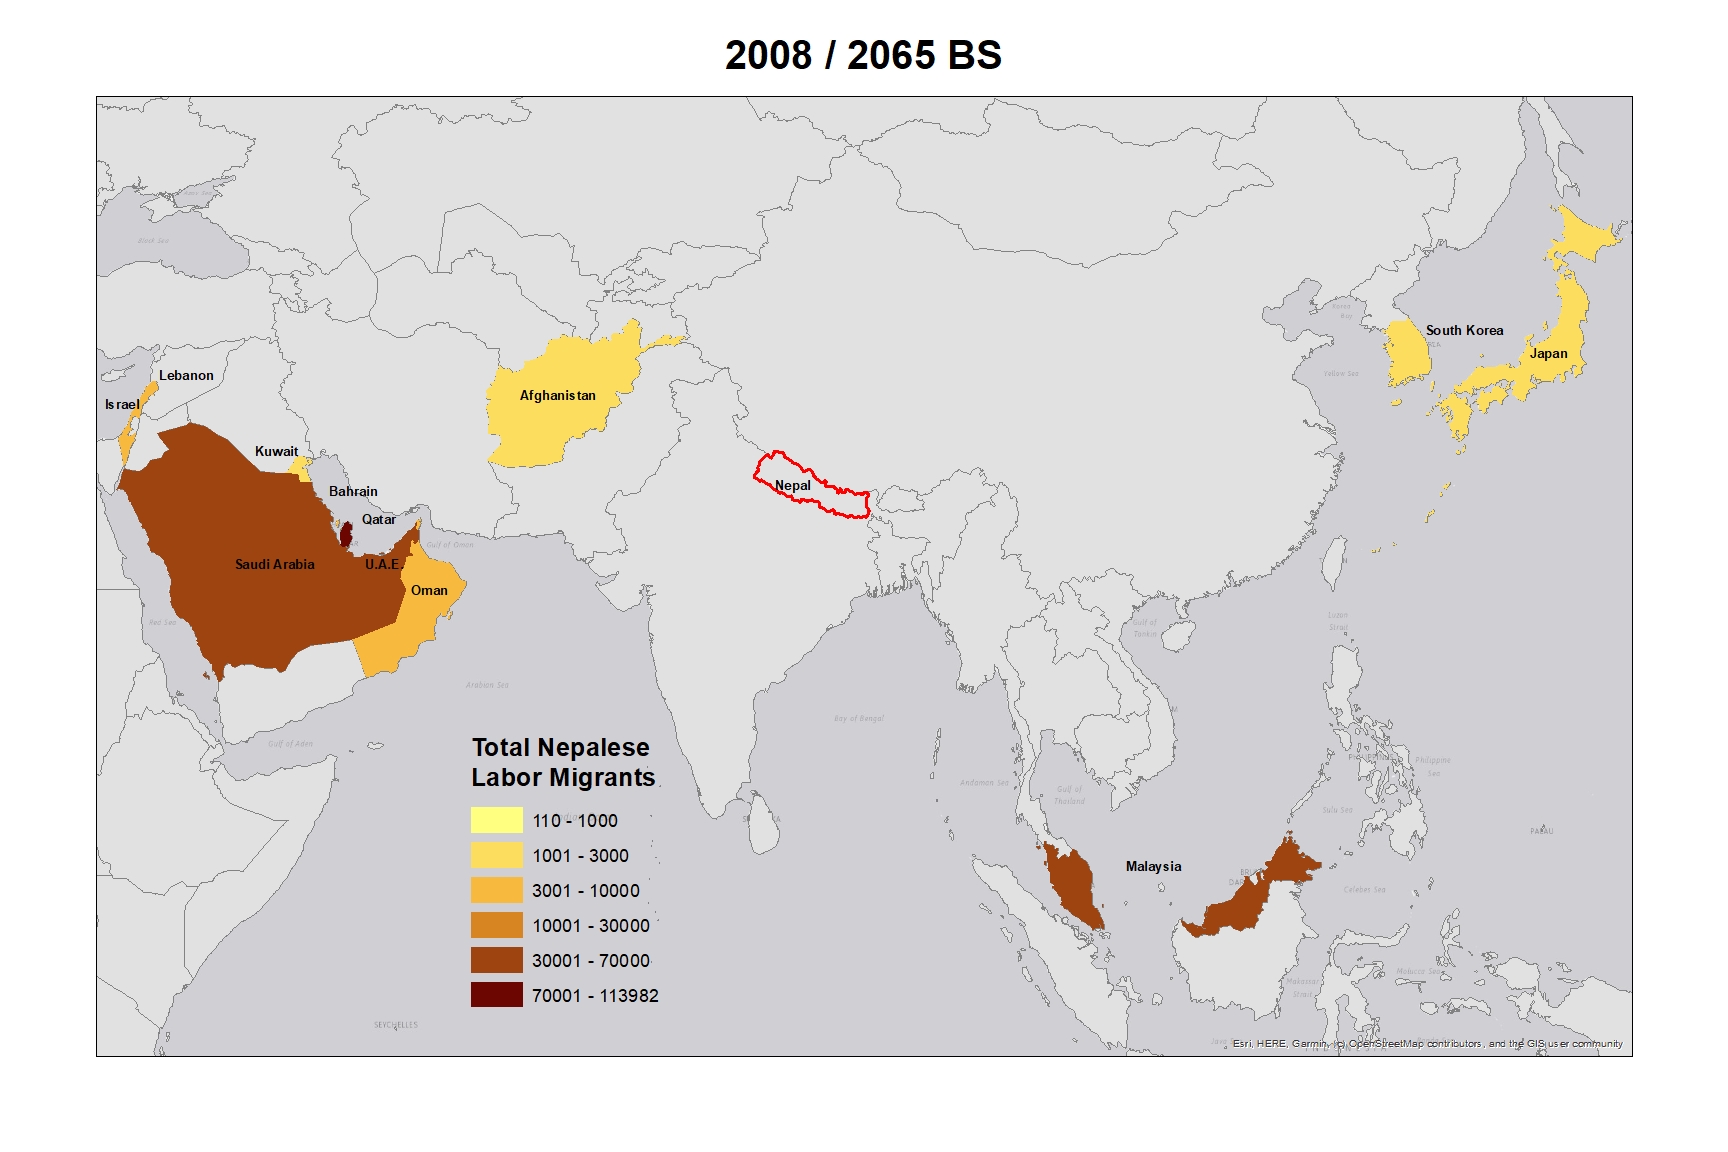 2008 / 2065 BS
Black Sea
South Korea
Japan
Yellow Sea
Lebanon
Israel
Afghanistan
Kuwait
Nepal
Bahrain
Qatar
Gulf of Oman
Saudi Arabia
U.A.E.
Oman
Red Sea
Luzon
Strait
Gulf of
Tonkin
Arabian Sea
Bay of Bengal
Gulf of Aden
Philippine
Sea
Andaman Sea
Gulf of
Thailand
Sulu Sea
PALAU
Malaysia
Celebes Sea
Total Nepalese
Labor Migrants
110 - 1000
1001 - 3000
3001 - 10000
10001 - 30000
30001 - 70000
70001 - 113982
Molucca Sea
Makassar
Strait
SEYCHELLES
Esri, HERE, Garmin, (c) OpenStreetMap contributors, and the GIS user community